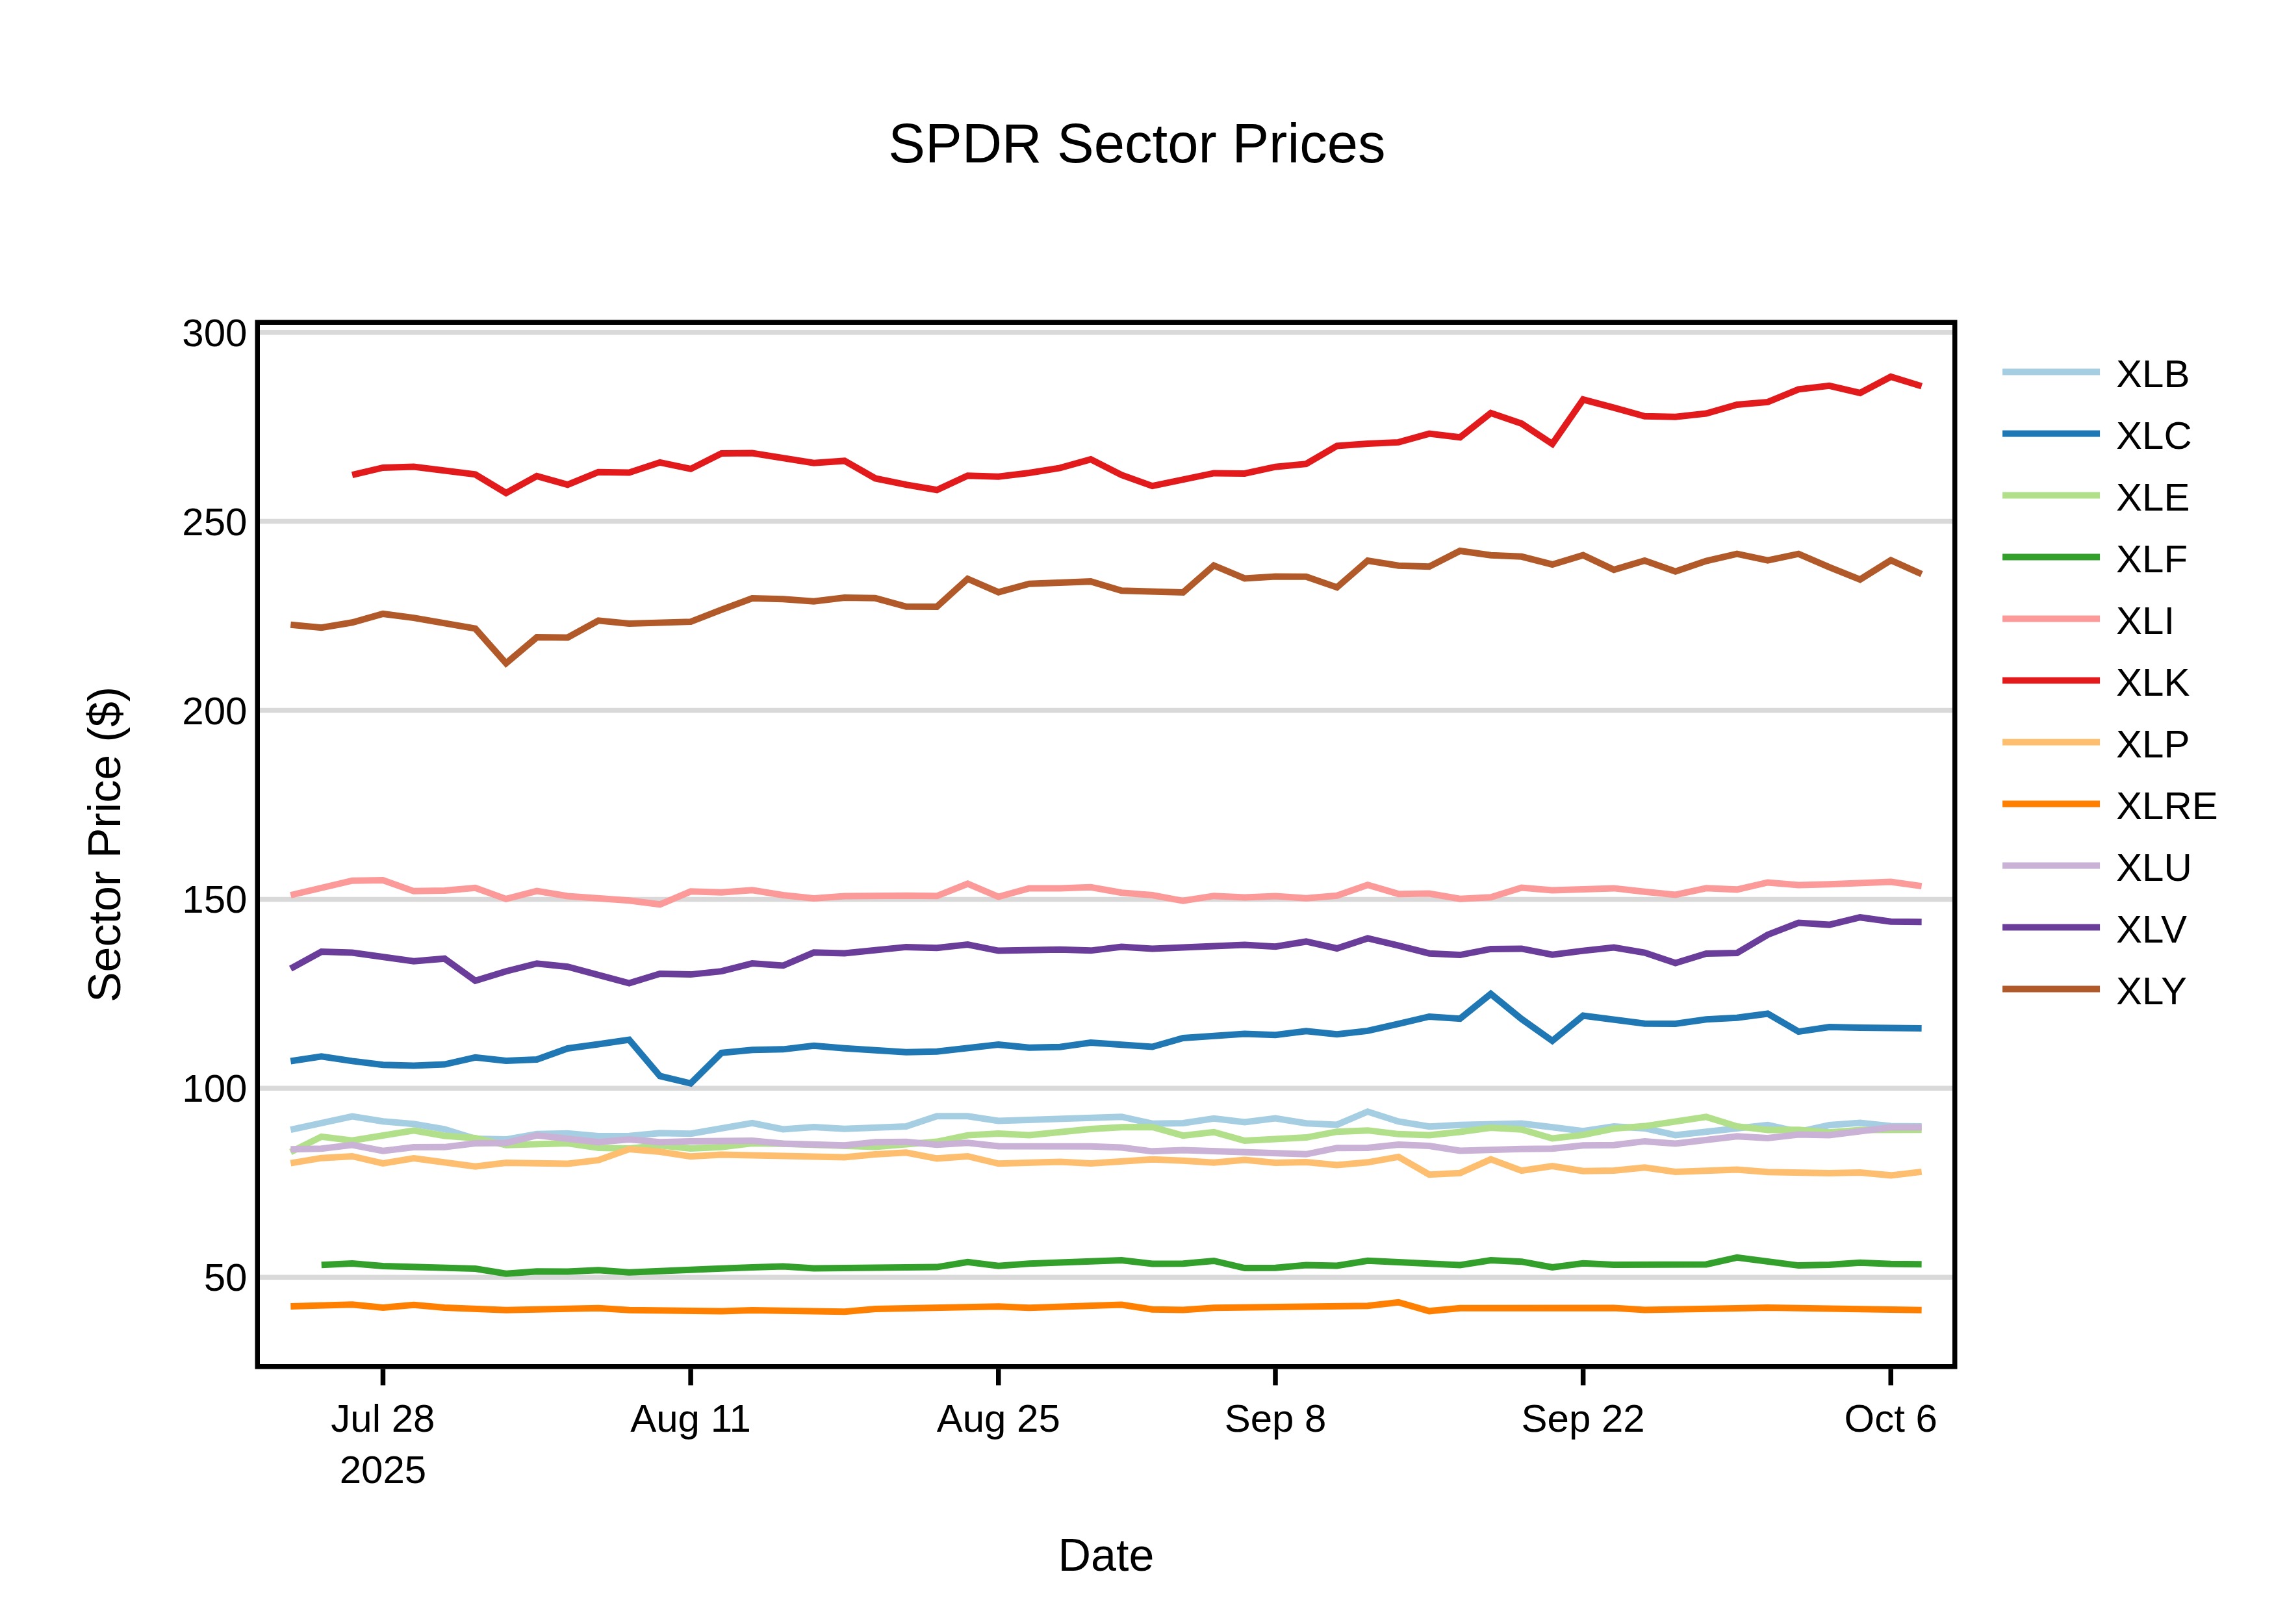 SPDR Sector Prices
300
250
200
150
100
50
Sector Price ($)
Jul 28
2025
Aug 11
Aug 25
Sep 8
Sep 22
Oct 6
Date
XLB
XLC
XLE
XLF
XLI
XLK
XLP
XLRE
XLU
XLV
XLY